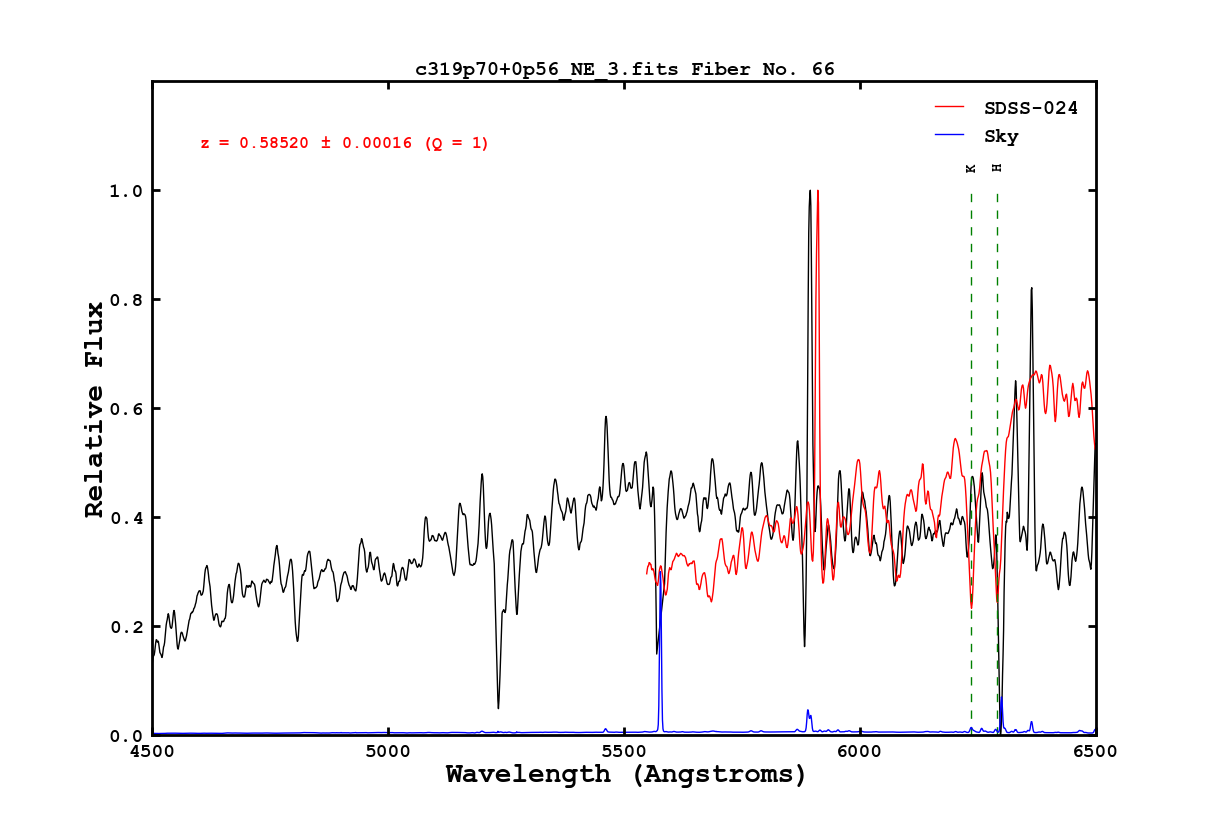 c319p70+0p56_NE_3.fits Fiber No. 66
SDSS-024
Sky
z = 0.58520 ± 0.00016 (Q = 1)
K
H
1.0
0.8
0.6
0.4
0.2
0.0
Relative Flux
4500
5000
5500
6000
6500
Wavelength (Angstroms)